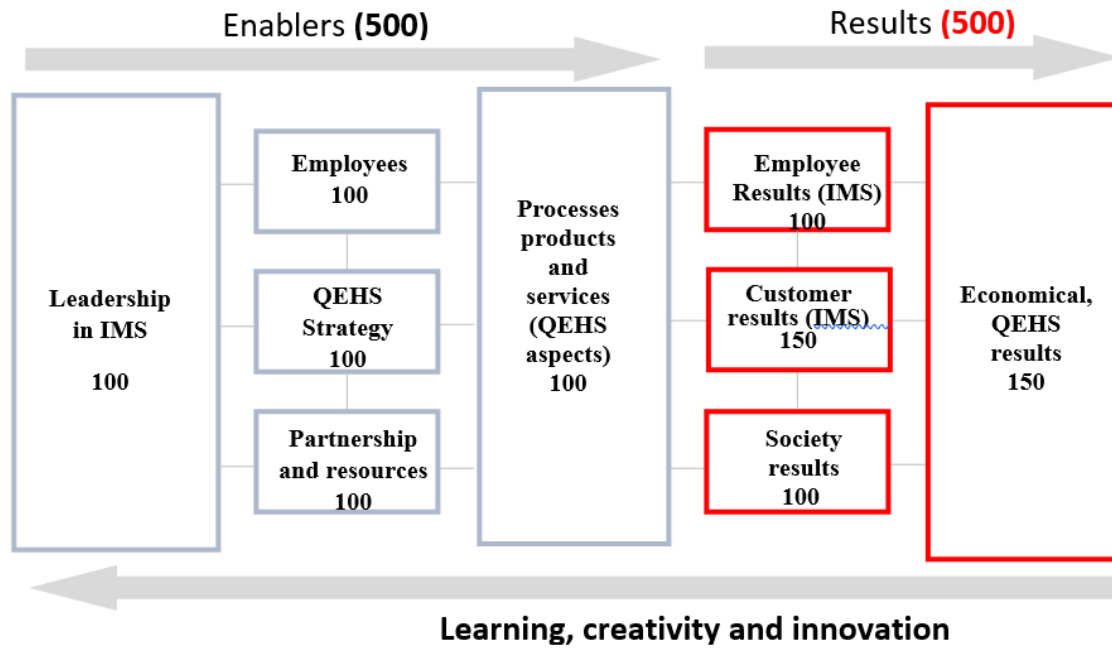 Enablers (500)
Results (500)
Leadership
in IMS
100
Employees
100
QEHS
Strategy
100
Partnership
and resources
100
Processes
products
and
services
(QEHS
aspects)
100
Employee
Results (IMS)
100
Customer
results (IMS)
150
Society
results
100
Economical,
QEHS
results
150
Learning, creativity and innovation